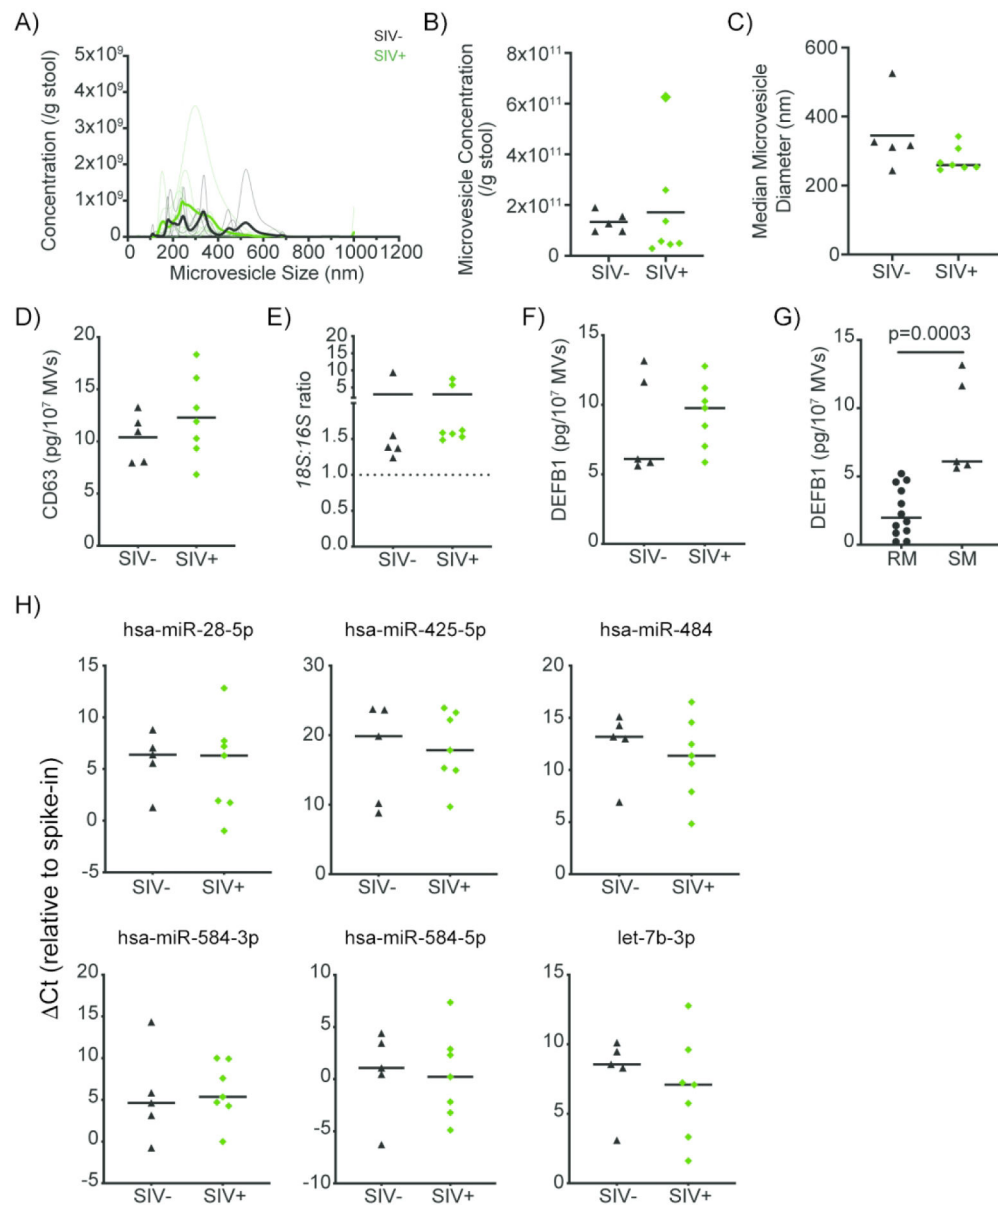 A)
SIV-
SIV+
Concentration (/g stool)
5x10⁹
4x10⁹
3x10⁹
2x10⁹
1x10⁹
0
0 200 400 600 800 1000 1200
Microvesicle Size (nm)
B)
Microvesicle Concentration
(/g stool)
8x10¹¹
6x10¹¹
4x10¹¹
2x10¹¹
0
SIV- SIV+
C)
Median Microvesicle
Diameter (nm)
600
400
200
0
SIV- SIV+
D)
CD63 (pg/10⁷ MVs)
20
15
10
5
0
SIV- SIV+
E)
18S:16S ratio
20
15
10
5
1.5
1.0
0.5
0.0
SIV- SIV+
F)
DEFB1 (pg/10⁷ MVs)
15
10
5
0
SIV- SIV+
G)
p=0.0003
DEFB1 (pg/10⁷ MVs)
15
10
5
0
RM SM
H)
ΔCt (relative to spike-in)
hsa-miR-28-5p
15
10
5
0
-5
SIV- SIV+
hsa-miR-425-5p
30
20
10
0
SIV- SIV+
hsa-miR-484
20
15
10
5
0
SIV- SIV+
hsa-miR-584-3p
20
15
10
5
0
-5
SIV- SIV+
hsa-miR-584-5p
10
5
0
-5
-10
SIV- SIV+
let-7b-3p
15
10
5
0
SIV- SIV+